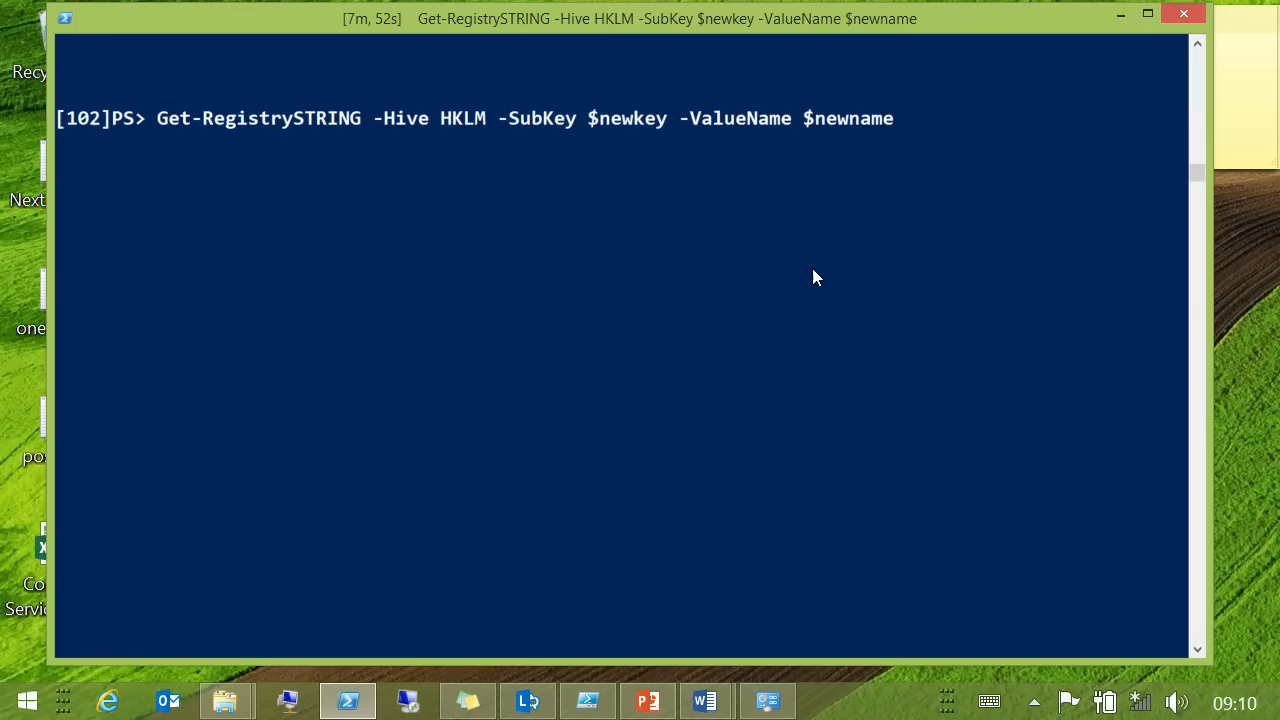 [7m, 52s] Get-RegistrySTRING -Hive HKLM -SubKey $newkey -ValueName $newname
[102]PS> Get-RegistrySTRING -Hive HKLM -SubKey $newkey -ValueName $newname
Next
one
Co
09:10